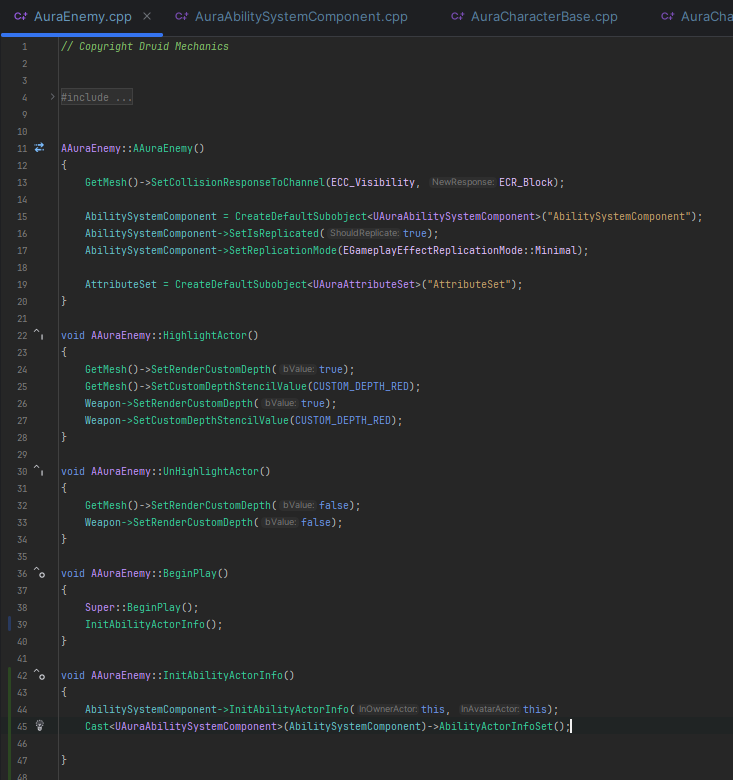 AuraEnemy.cpp × AuraAbilitySystemComponent.cpp AuraCharacterBase.cpp AuraCha
1 // Copyright Druid Mechanics
2
3
4 #include ...
9
10
11 AAuraEnemy::AAuraEnemy()
12 {
13 GetMesh()->SetCollisionResponseToChannel(ECC_Visibility, NewResponse: ECR_Block);
14
15 AbilitySystemComponent = CreateDefaultSubobject<UAuraAbilitySystemComponent>("AbilitySystemComponent");
16 AbilitySystemComponent->SetIsReplicated( ShouldReplicate: true);
17 AbilitySystemComponent->SetReplicationMode(EGameplayEffectReplicationMode::Minimal);
18
19 AttributeSet = CreateDefaultSubobject<UAuraAttributeSet>("AttributeSet");
20 }
21
22 void AAuraEnemy::HighlightActor()
23 {
24 GetMesh()->SetRenderCustomDepth( bValue: true);
25 GetMesh()->SetCustomDepthStencilValue(CUSTOM_DEPTH_RED);
26 Weapon->SetRenderCustomDepth( bValue: true);
27 Weapon->SetCustomDepthStencilValue(CUSTOM_DEPTH_RED);
28 }
29
30 void AAuraEnemy::UnHighlightActor()
31 {
32 GetMesh()->SetRenderCustomDepth( bValue: false);
33 Weapon->SetRenderCustomDepth( bValue: false);
34 }
35
36 void AAuraEnemy::BeginPlay()
37 {
38 Super::BeginPlay();
39 InitAbilityActorInfo();
40 }
41
42 void AAuraEnemy::InitAbilityActorInfo()
43 {
44 AbilitySystemComponent->InitAbilityActorInfo( InOwnerActor: this, InAvatarActor: this);
45 Cast<UAuraAbilitySystemComponent>(AbilitySystemComponent)->AbilityActorInfoSet();
46
47 }
48